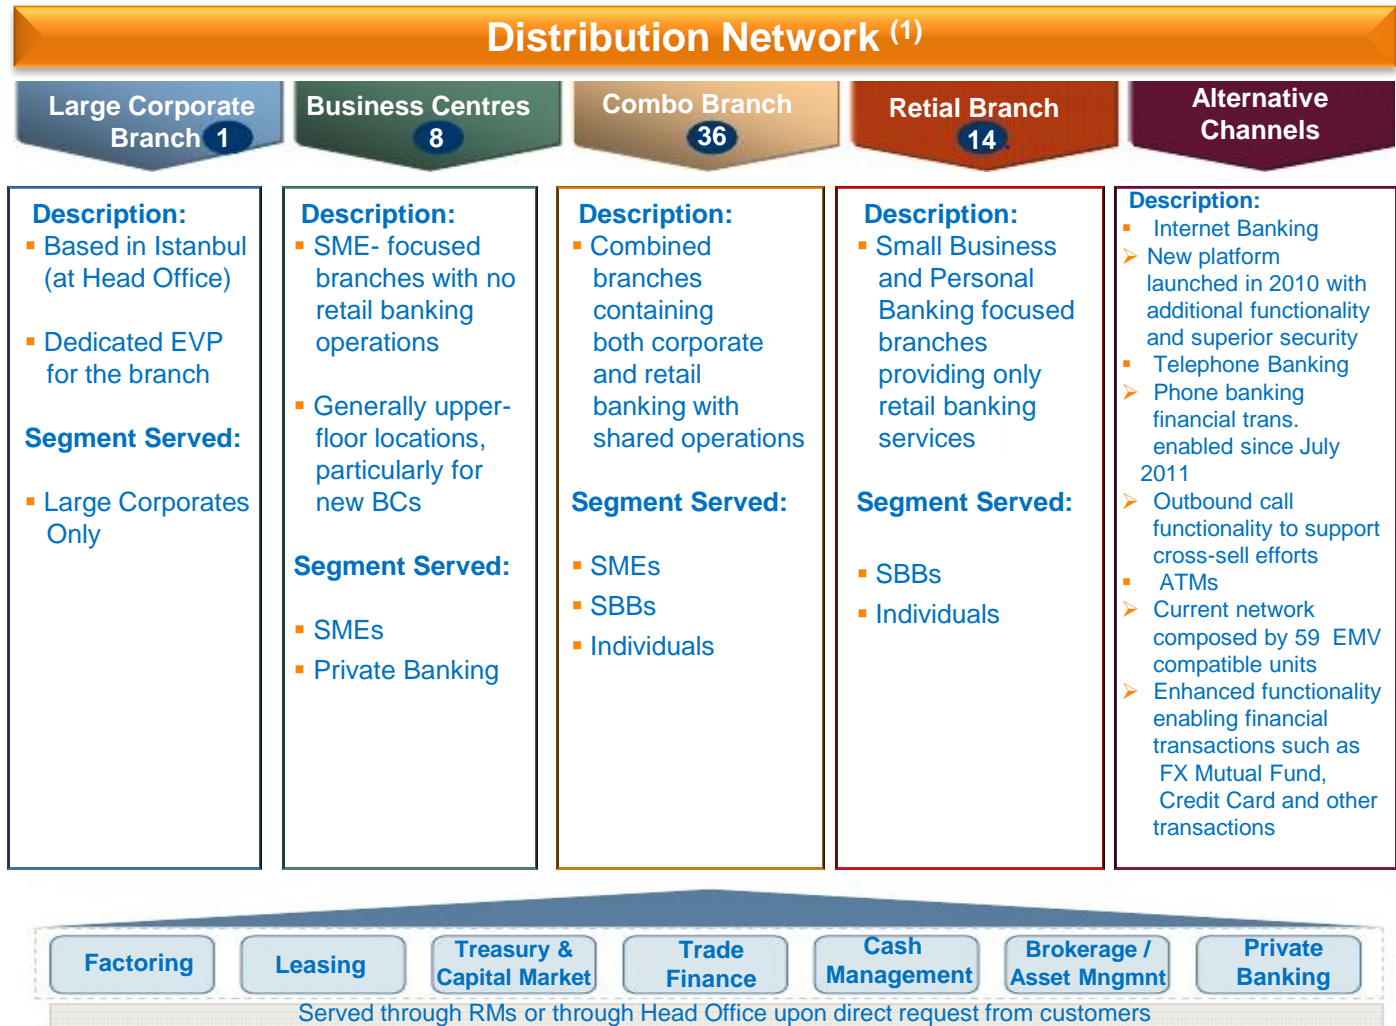 Distribution Network (1)
Large Corporate
Branch 1
Description:
Based in Istanbul
(at Head Office)
Dedicated EVP
for the branch
Segment Served:
Large Corporates
Only
Business Centres
8
Description:
SME- focused
branches with no
retail banking
operations
Generally upper-
floor locations,
particularly for
new BCs
Segment Served:
SMEs
Private Banking
Combo Branch
36
Description:
Combined
branches
containing
both corporate
and retail
banking with
shared operations
Segment Served:
SMEs
SBBs
Individuals
Retial Branch
14 .
Description:
Small Business
and Personal
Banking focused
branches
providing only
retail banking
services
Segment Served:
SBBs
Individuals
Alternative
Channels
Description:
Internet Banking
New platform
launched in 2010 with
additional functionality
and superior security
Telephone Banking
Phone banking
financial trans.
enabled since July
2011
Outbound call
functionality to support
cross-sell efforts
ATMs
Current network
composed by 59 EMV
compatible units
Enhanced functionality
enabling financial
transactions such as
FX Mutual Fund,
Credit Card and other
transactions
Factoring
Leasing
Treasury &
Capital Market
Trade
Finance
Cash
Management
Brokerage /
Asset Mngmnt
Private
Banking
Served through RMs or through Head Office upon direct request from customers